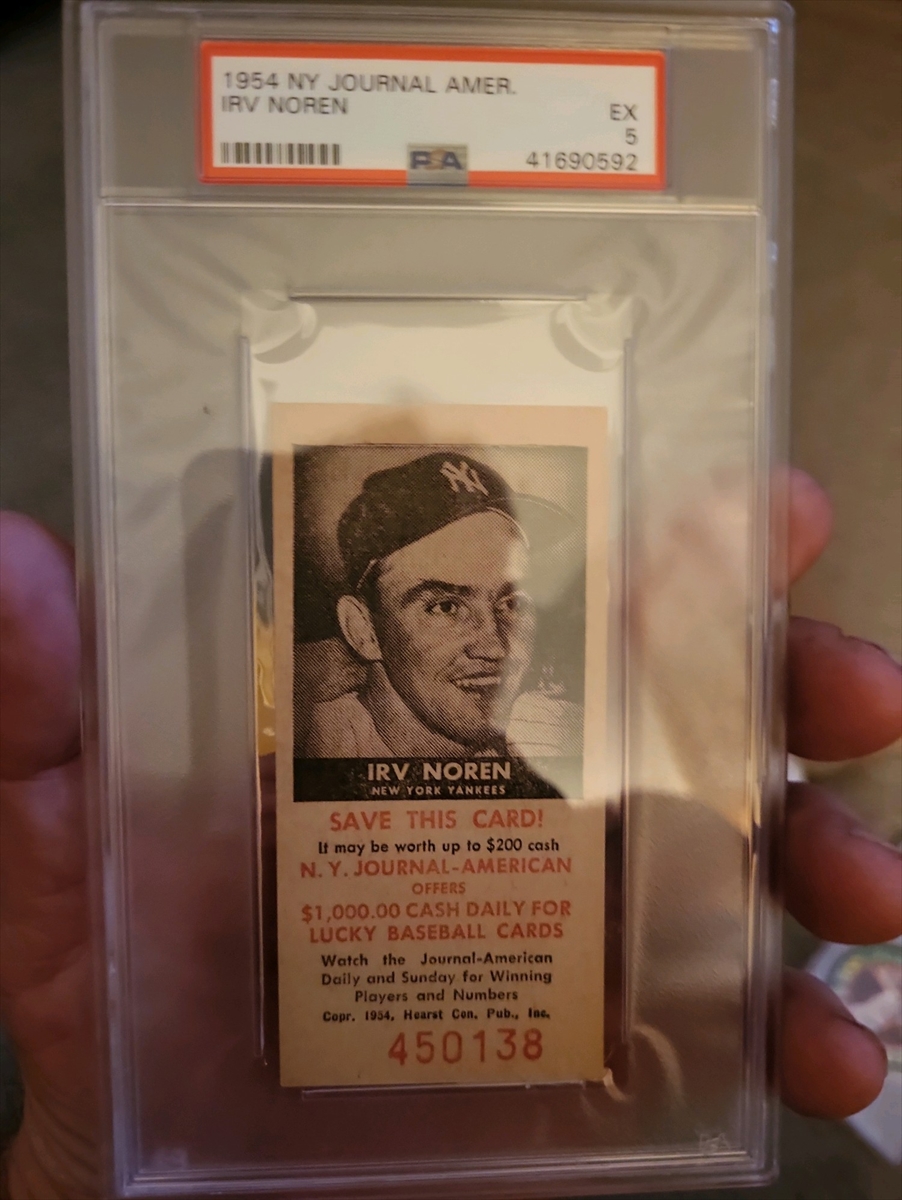 1954 NY JOURNAL AMER.
IRV NOREN
EX
5
PSA
41690592
NY
IRV NOREN
NEW YORK YANKEES
SAVE THIS CARD!
It may be worth up to $200 cash
N. Y. JOURNAL-AMERICAN
OFFERS
$1,000.00 CASH DAILY FOR
LUCKY BASEBALL CARDS
Watch the Journal-American
Daily and Sunday for Winning
Players and Numbers
Copr. 1954, Hearst Con. Pub., Inc.
450138